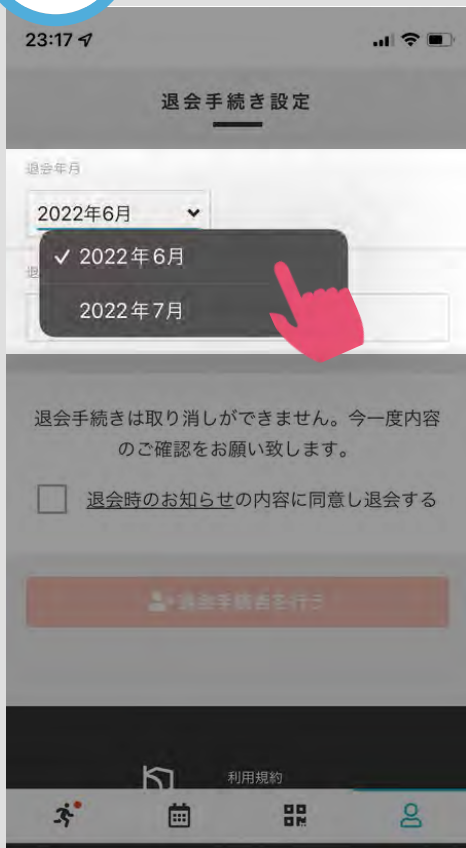 23:17
退会手続き設定
退会年月
2022年6月
✓ 2022年6月
2022年7月
退会手続きは取り消しができません。今一度内容
のご確認をお願い致します。
退会時のお知らせの内容に同意し退会する
退会手続きを行う
利用規約